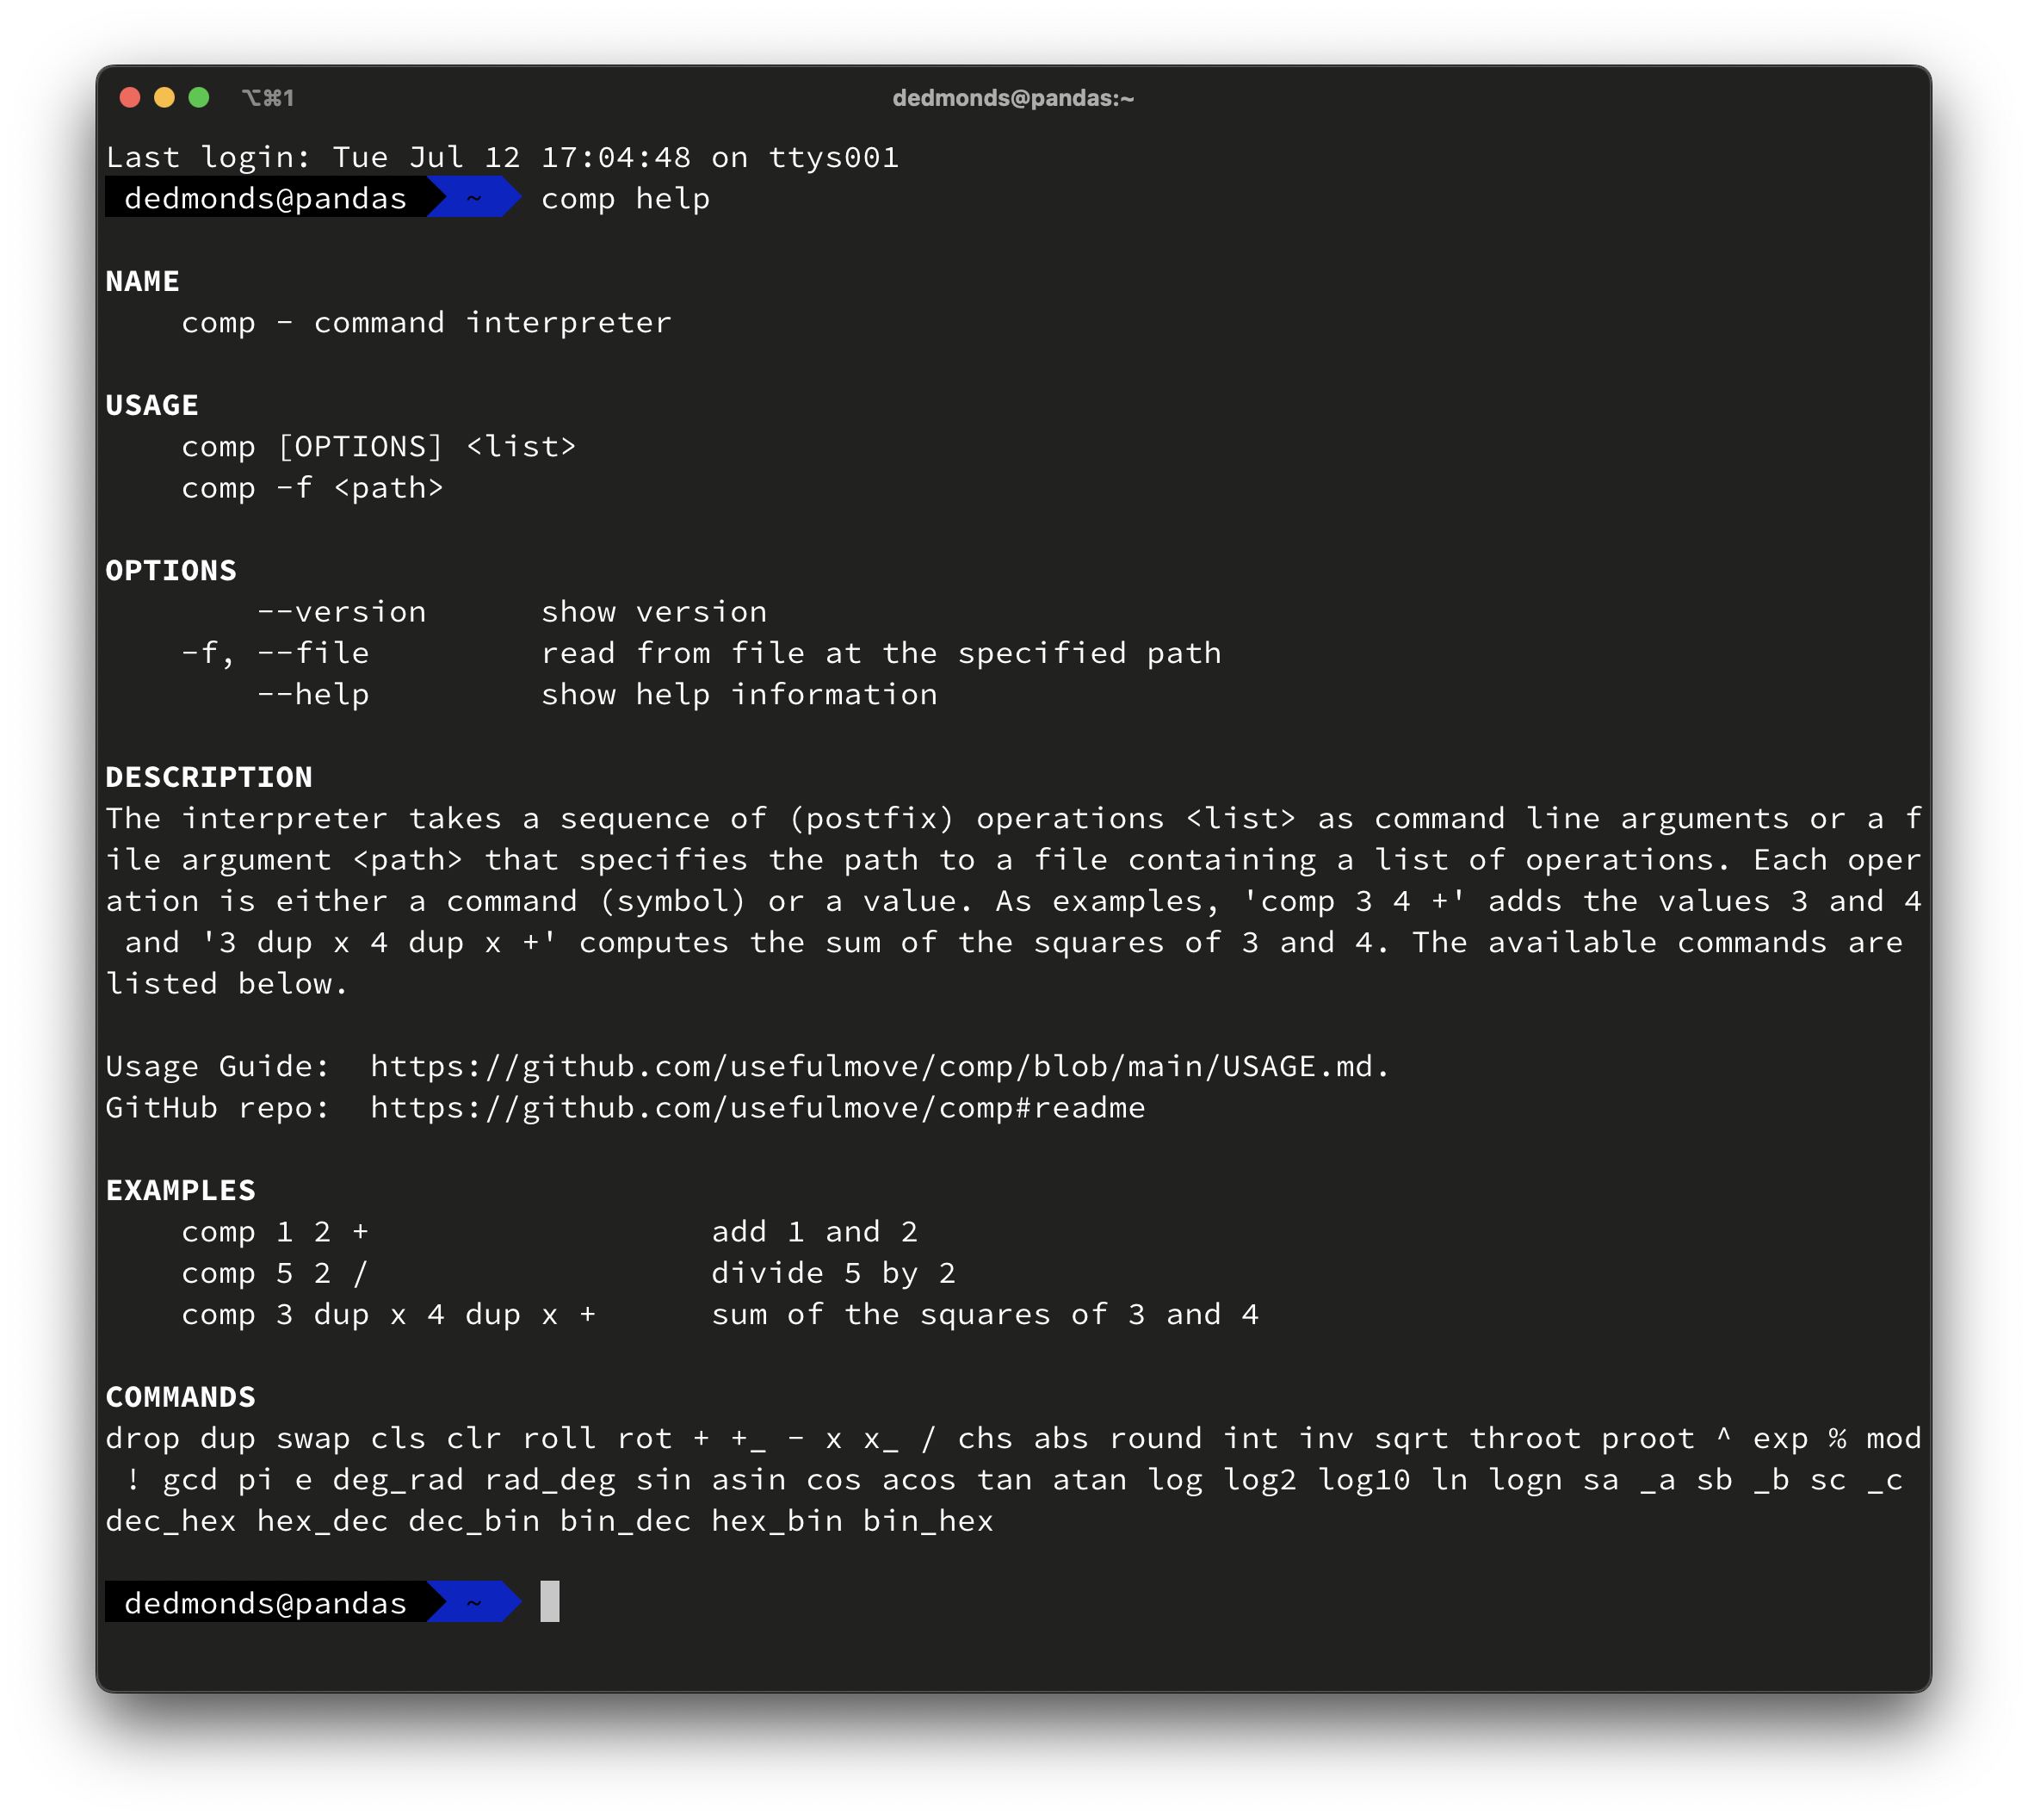 ⌥⌘1 dedmonds@pandas:~
Last login: Tue Jul 12 17:04:48 on ttys001
dedmonds@pandas ~ comp help
NAME
comp - command interpreter
USAGE
comp [OPTIONS] <list>
comp -f <path>
OPTIONS
--version show version
-f, --file read from file at the specified path
--help show help information
DESCRIPTION
The interpreter takes a sequence of (postfix) operations <list> as command line arguments or a f
ile argument <path> that specifies the path to a file containing a list of operations. Each oper
ation is either a command (symbol) or a value. As examples, 'comp 3 4 +' adds the values 3 and 4
and '3 dup x 4 dup x +' computes the sum of the squares of 3 and 4. The available commands are
listed below.
Usage Guide: https://github.com/usefulmove/comp/blob/main/USAGE.md.
GitHub repo: https://github.com/usefulmove/comp#readme
EXAMPLES
comp 1 2 + add 1 and 2
comp 5 2 / divide 5 by 2
comp 3 dup x 4 dup x + sum of the squares of 3 and 4
COMMANDS
drop dup swap cls clr roll rot + +_ - x x_ / chs abs round int inv sqrt throot proot ^ exp % mod
! gcd pi e deg_rad rad_deg sin asin cos acos tan atan log log2 log10 ln logn sa _a sb _b sc _c
dec_hex hex_dec dec_bin bin_dec hex_bin bin_hex
dedmonds@pandas ~